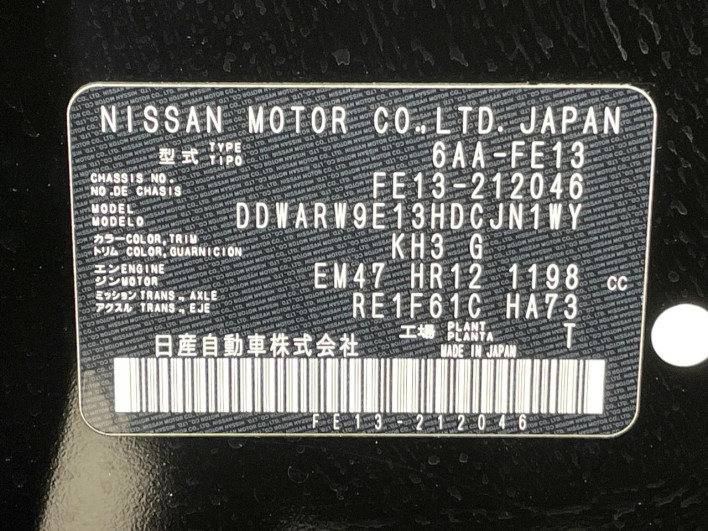 NISSAN MOTOR CO.,LTD. JAPAN
型式 TYPE TIPO 6AA-FE13
CHASSIS NO. NO.DE CHASIS FE13-212046
MODEL MODELO DDWARW9E13HDCJN1WY
カラー COLOR,TRIM トリム COLOR,GUARNICION KH3 G
エンジン ENGINE MOTOR EM47 HR12 1198 CC
ミッション TRANS., AXLE アクスル TRANS., EJE RE1F61C HA73
工場 PLANT PLANTA T
日産自動車株式会社 MADE IN JAPAN
FE13-212046